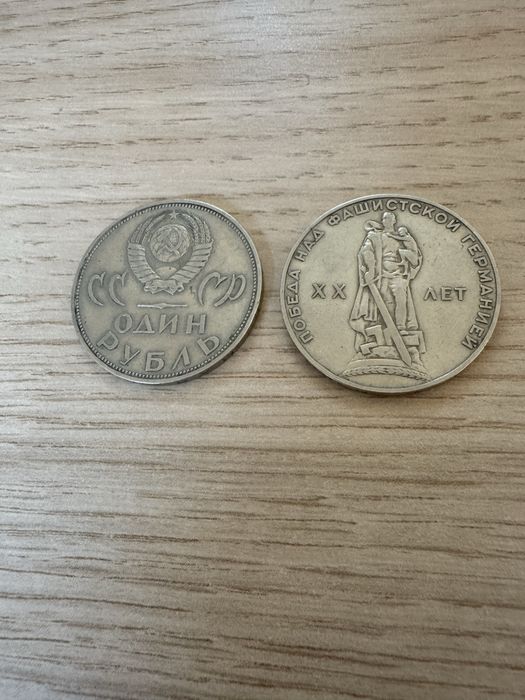 СССР
ОДИН
РУБЛЬ
ПОБЕДА НАД ФАШИСТСКОЙ ГЕРМАНИЕЙ
XX ЛЕТ